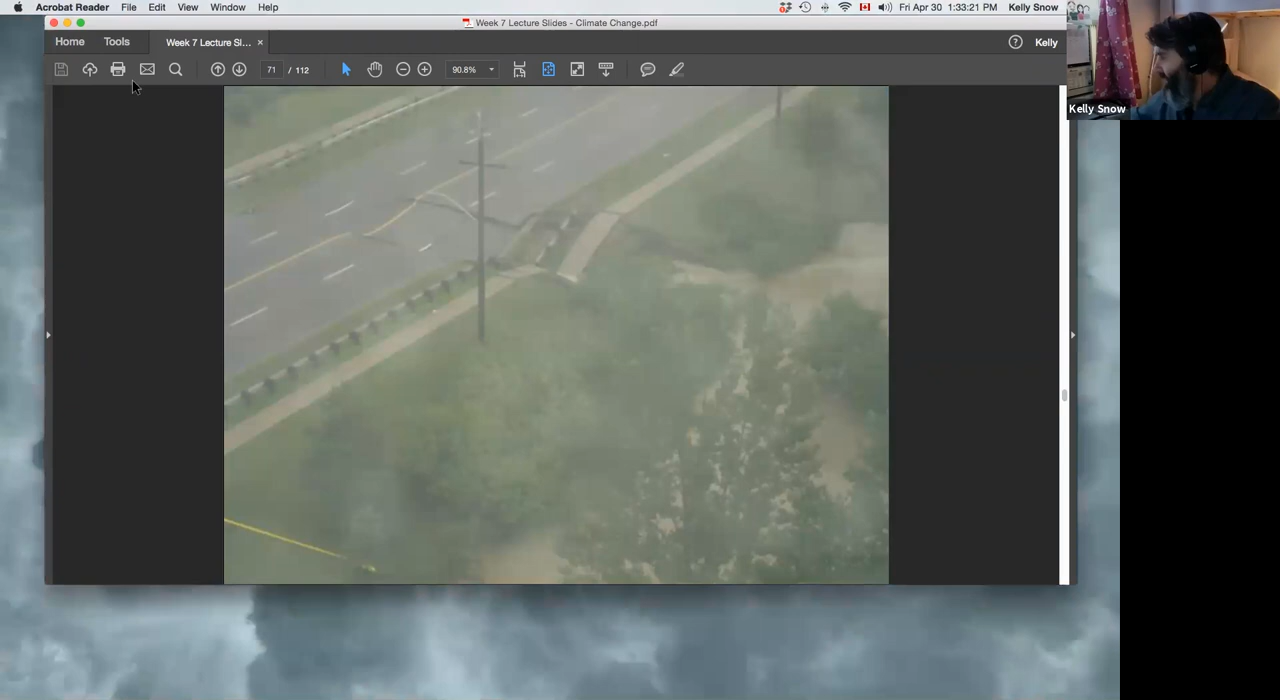 Acrobat Reader File Edit View Window Help
Fri Apr 30 1:33:21 PM Kelly Snow
Week 7 Lecture Slides - Climate Change.pdf
Home Tools Week 7 Lecture Sl... × ? Kelly
71 / 112 90.8%
Kelly Snow